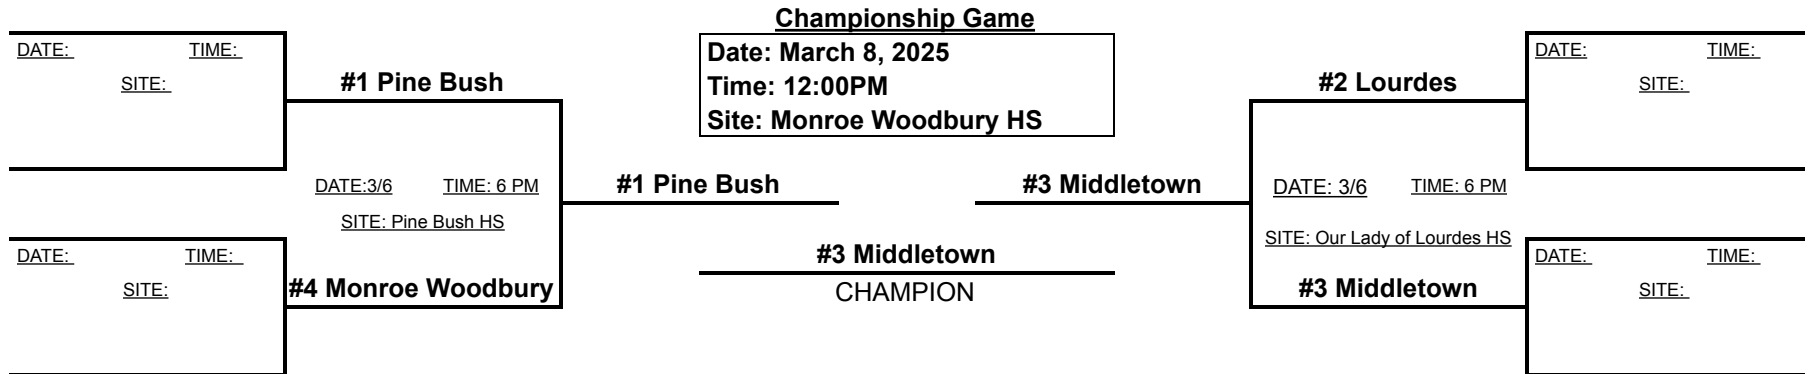 Championship Game
Date: March 8, 2025
Time: 12:00PM
Site: Monroe Woodbury HS
DATE: TIME:
SITE:
#1 Pine Bush
DATE:3/6 TIME: 6 PM
SITE: Pine Bush HS
DATE: TIME:
SITE:
#4 Monroe Woodbury
#1 Pine Bush
#3 Middletown
#3 Middletown
CHAMPION
#2 Lourdes
DATE: TIME:
SITE:
DATE: 3/6 TIME: 6 PM
SITE: Our Lady of Lourdes HS
#3 Middletown
DATE: TIME:
SITE: